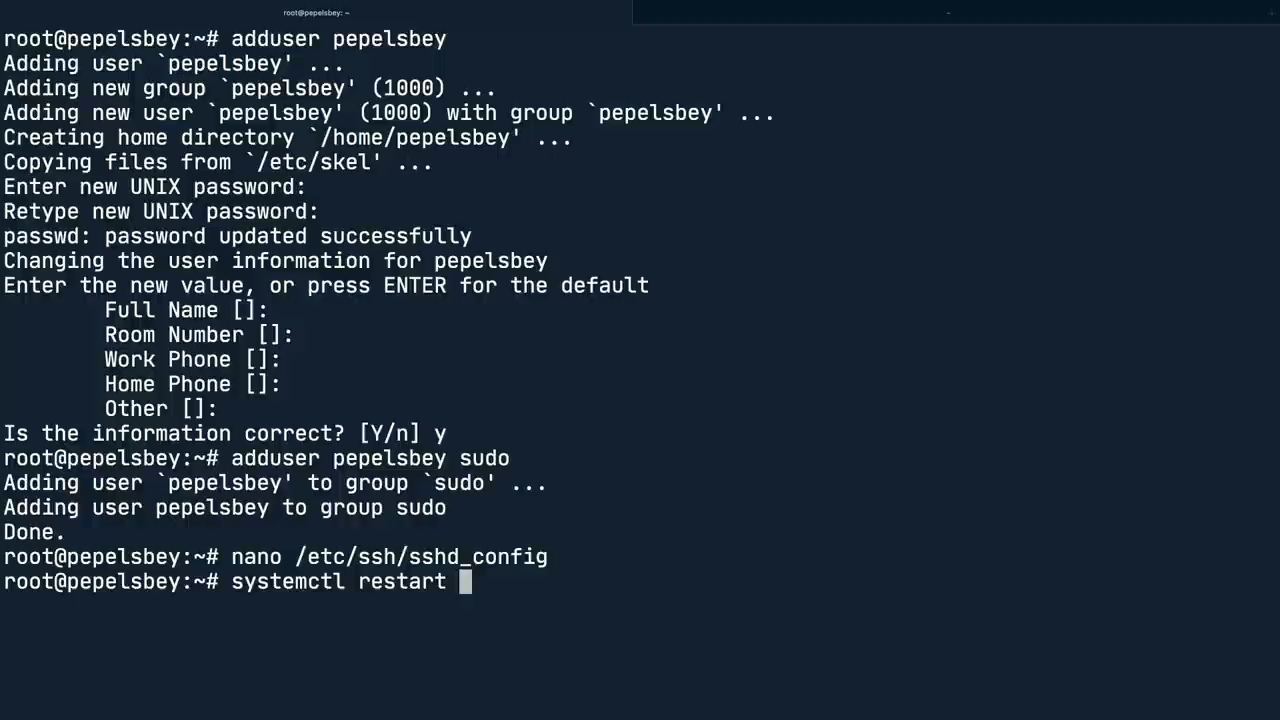 root@pepelsbey: ~
~
root@pepelsbey:~# adduser pepelsbey
Adding user `pepelsbey' ...
Adding new group `pepelsbey' (1000) ...
Adding new user `pepelsbey' (1000) with group `pepelsbey' ...
Creating home directory `/home/pepelsbey' ...
Copying files from `/etc/skel' ...
Enter new UNIX password:
Retype new UNIX password:
passwd: password updated successfully
Changing the user information for pepelsbey
Enter the new value, or press ENTER for the default
Full Name []:
Room Number []:
Work Phone []:
Home Phone []:
Other []:
Is the information correct? [Y/n] y
root@pepelsbey:~# adduser pepelsbey sudo
Adding user `pepelsbey' to group `sudo' ...
Adding user pepelsbey to group sudo
Done.
root@pepelsbey:~# nano /etc/ssh/sshd_config
root@pepelsbey:~# systemctl restart